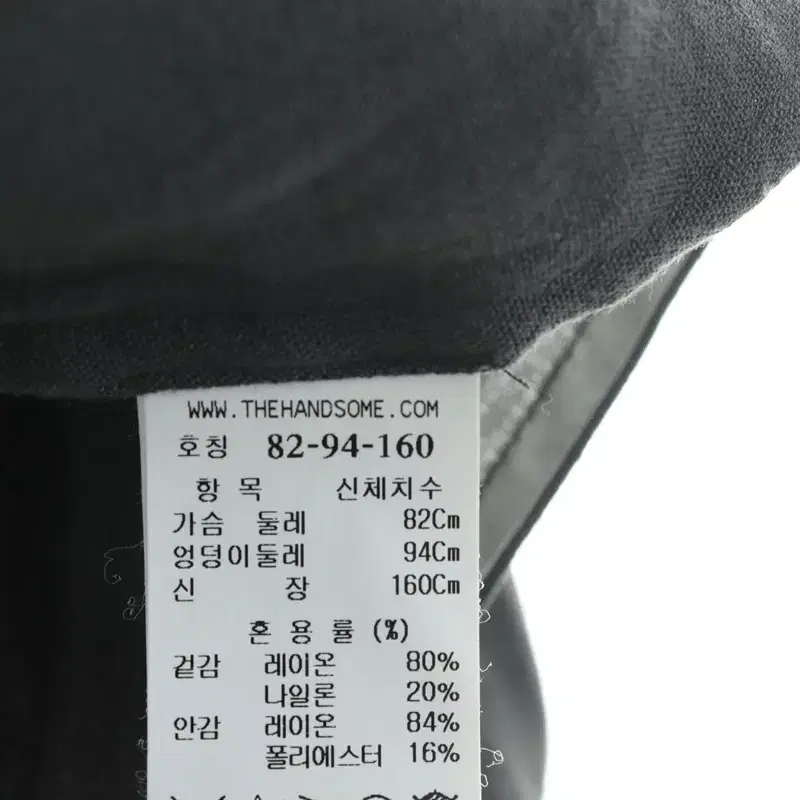 WWW.THEHANDSOME.COM
호칭 82-94-160
항 목 신체치수
가슴 둘레 82Cm
엉덩이둘레 94Cm
신 장 160Cm
혼 용 률 (%)
겉감 레이온 80%
나일론 20%
안감 레이온 84%
폴리에스터 16%